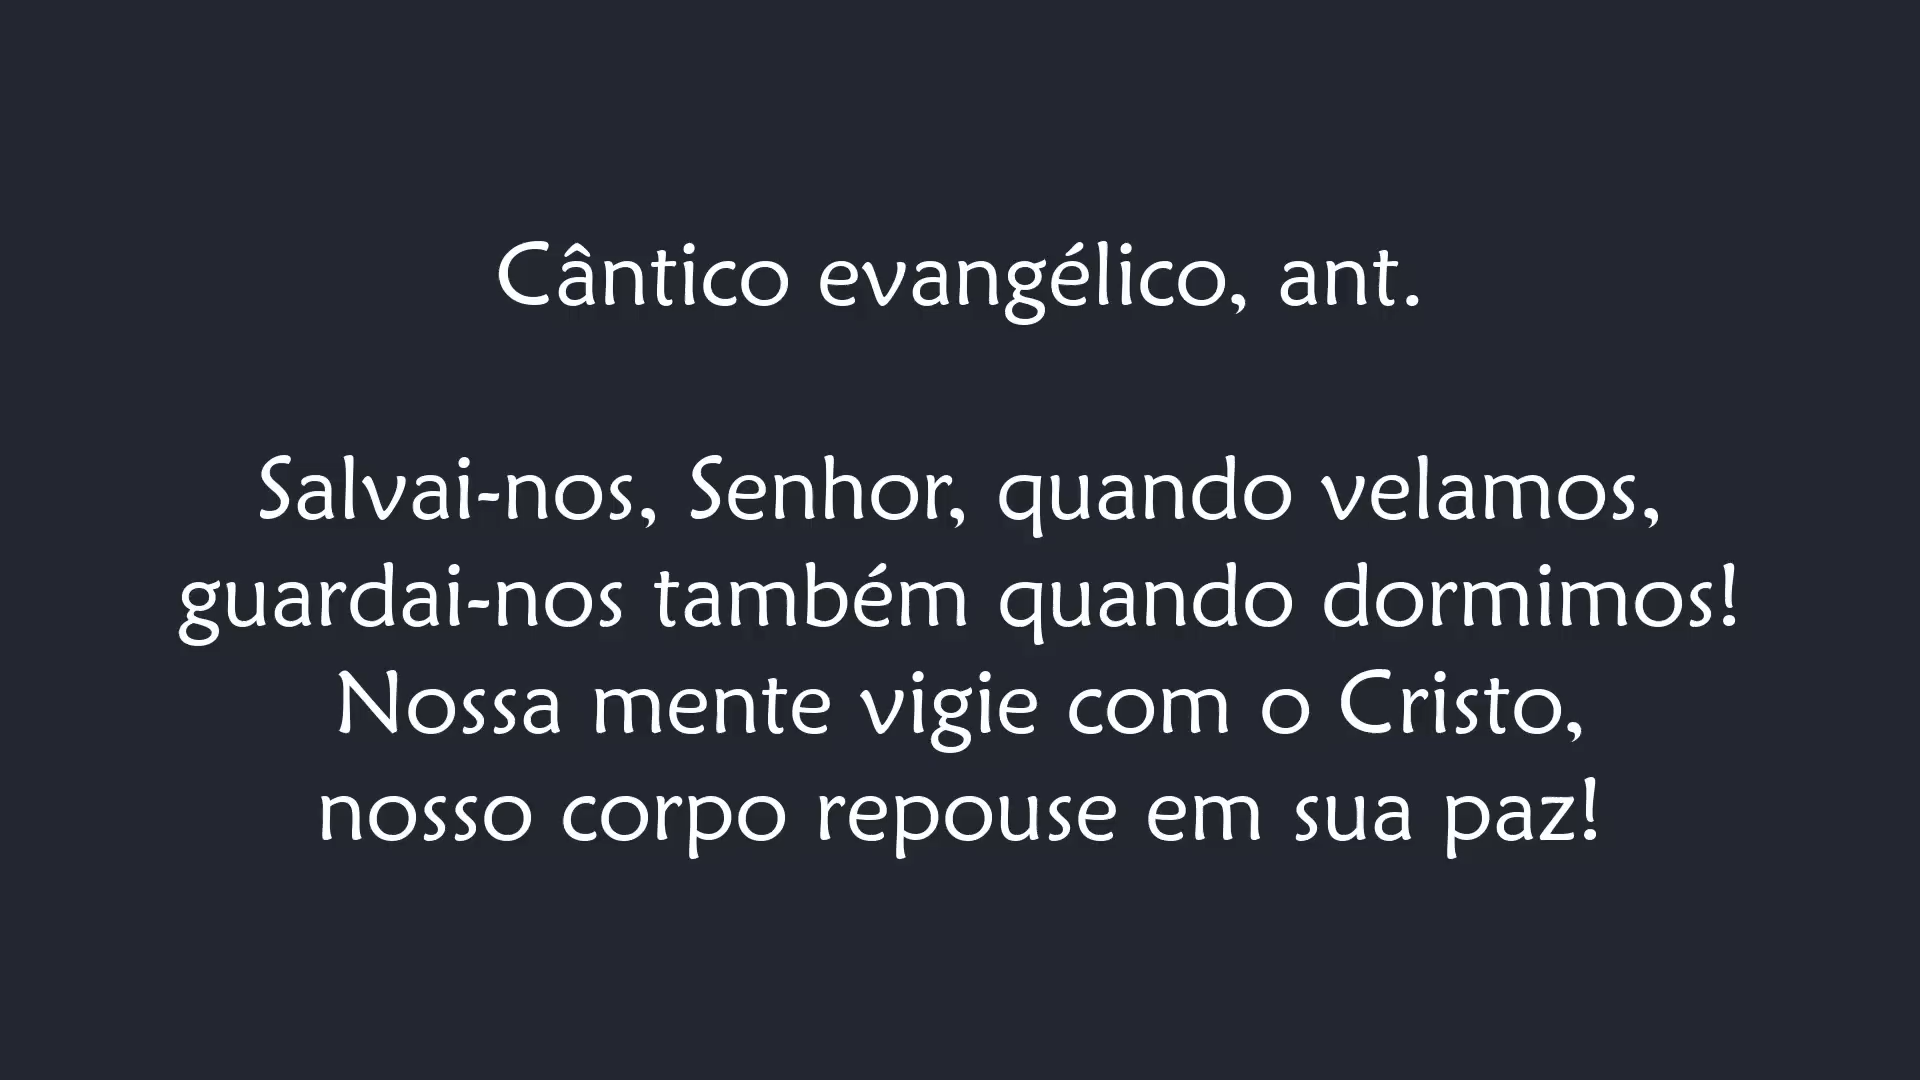 Cântico evangélico, ant.
Salvai-nos, Senhor, quando velamos,
guardai-nos também quando dormimos!
Nossa mente vigie com o Cristo,
nosso corpo repouse em sua paz!